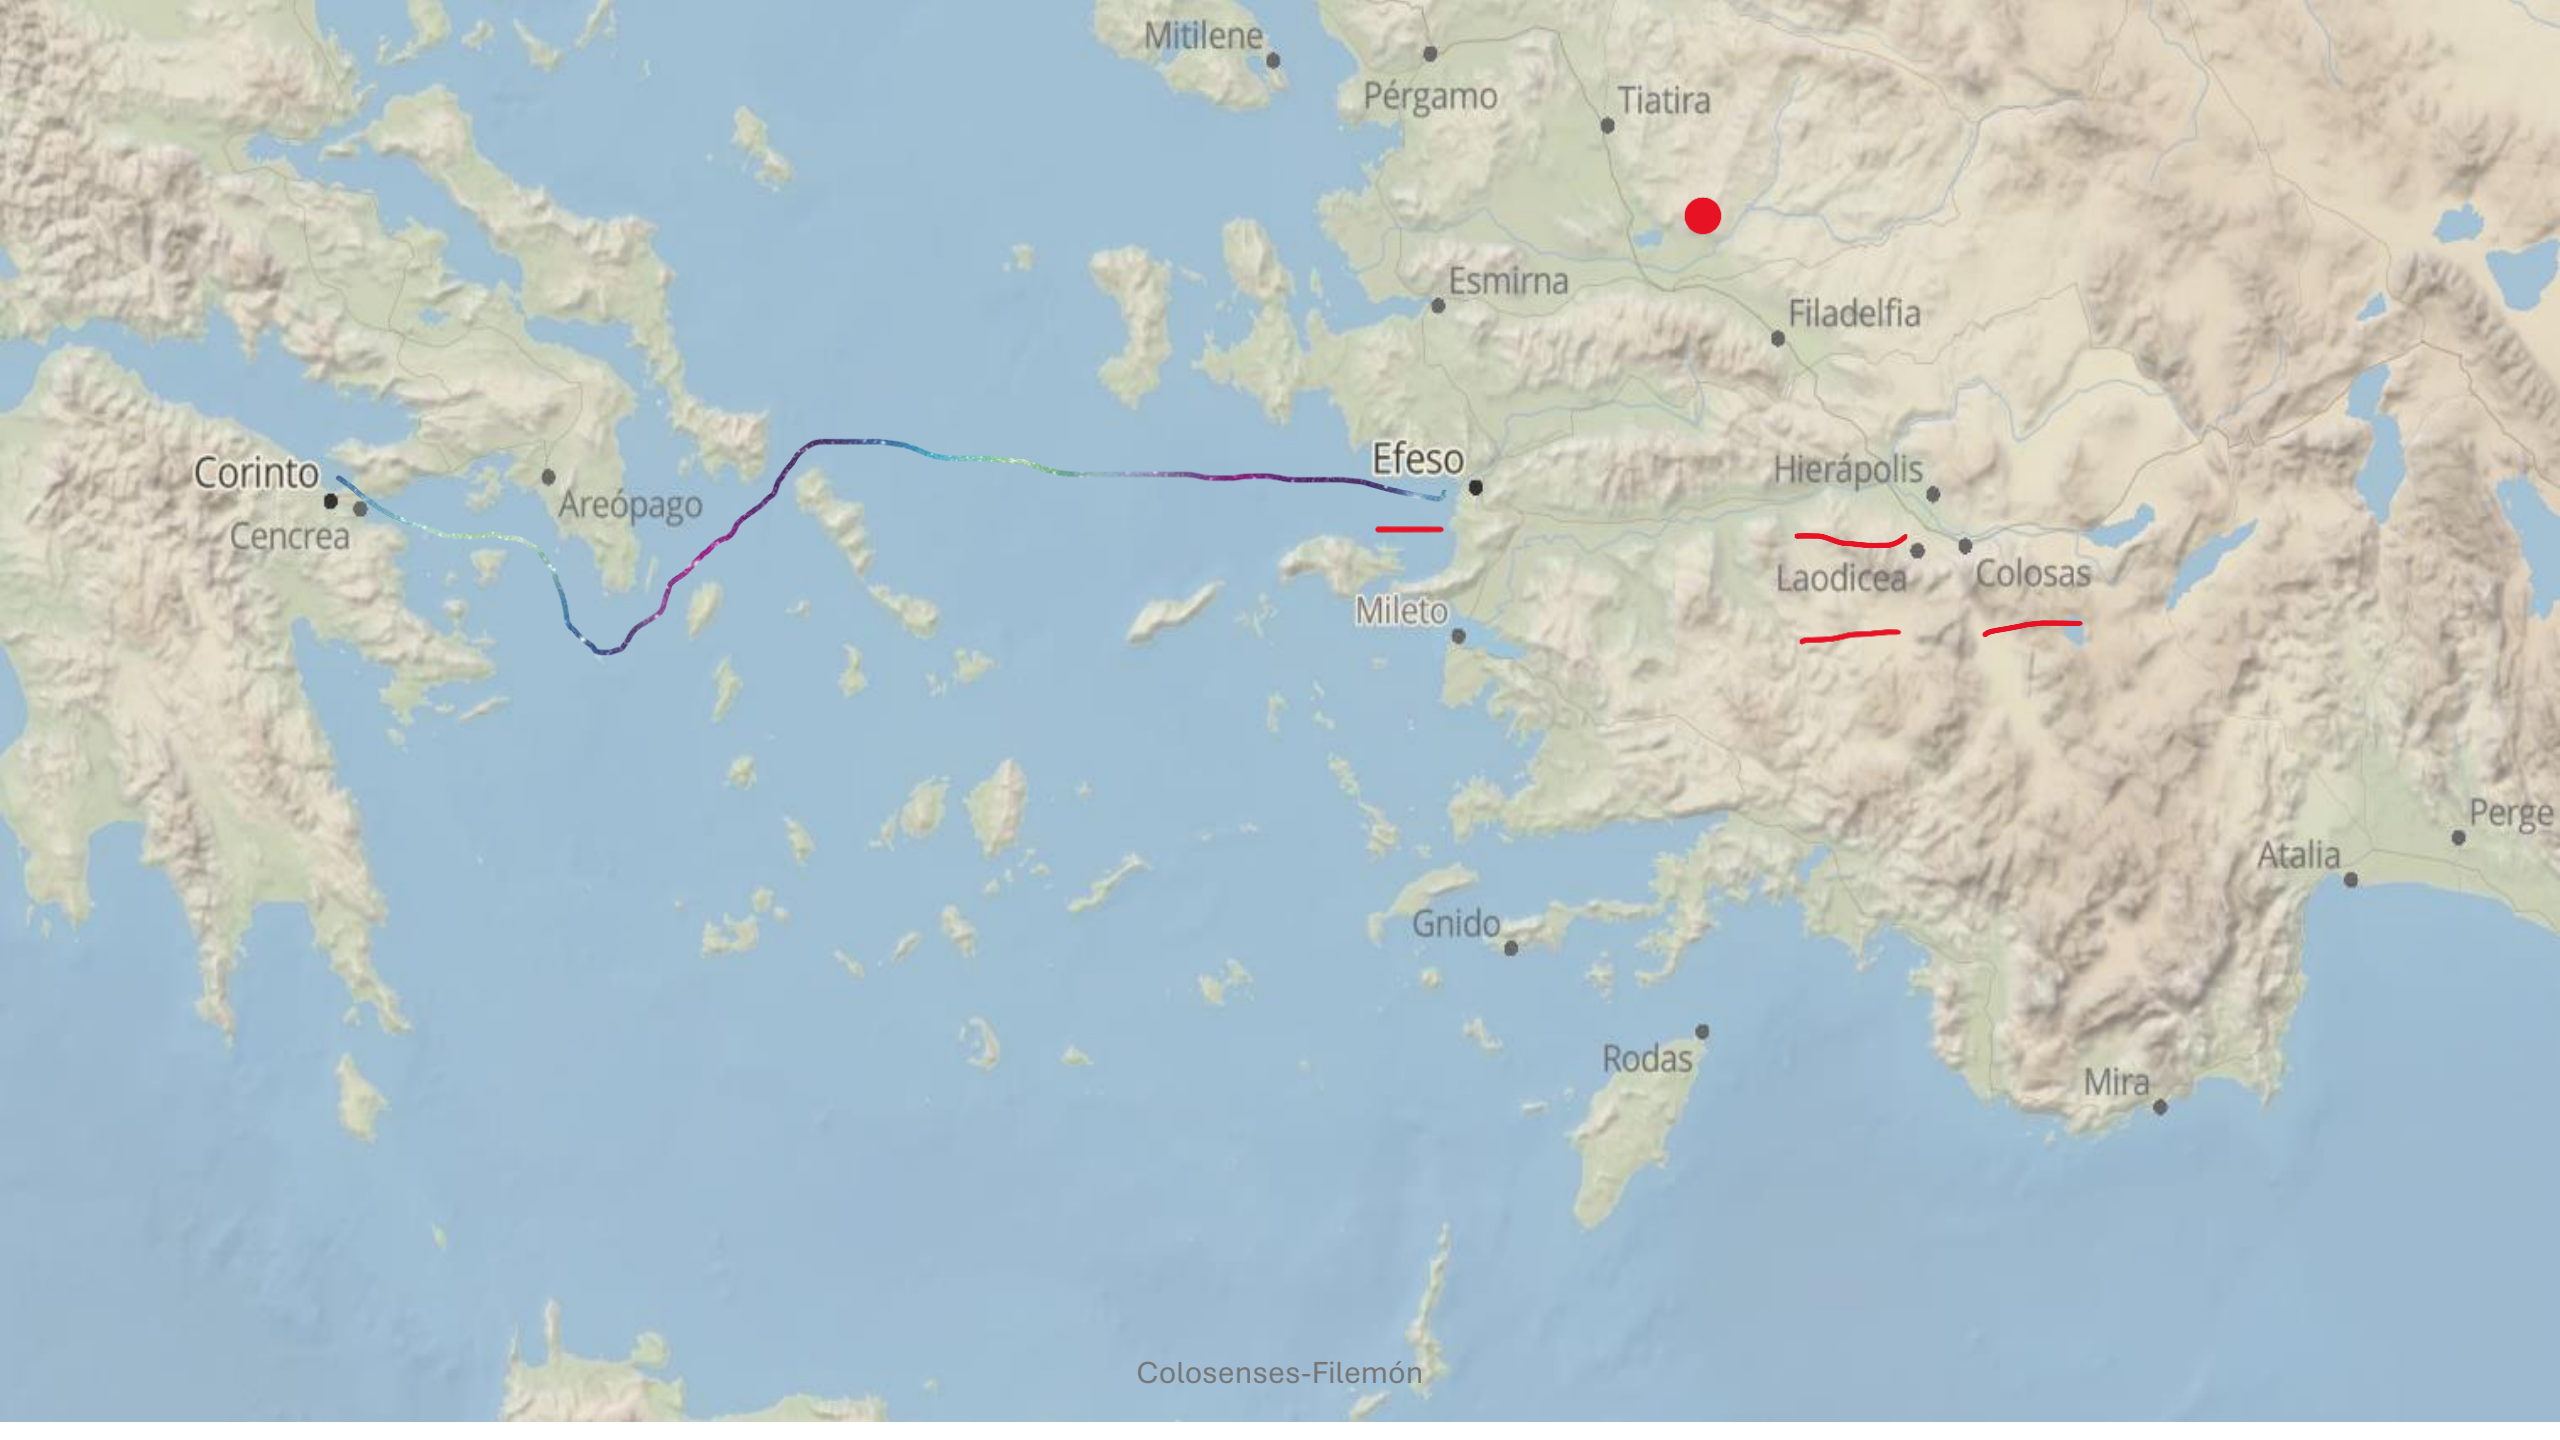 Mitilene
Pérgamo
Tiatira
Esmirna
Filadelfia
Corinto
Cencrea
Areópago
Efeso
Hierápolis
Laodicea
Colosas
Mileto
Perge
Atalia
Gnido
Rodas
Mira
Colosenses-Filemón